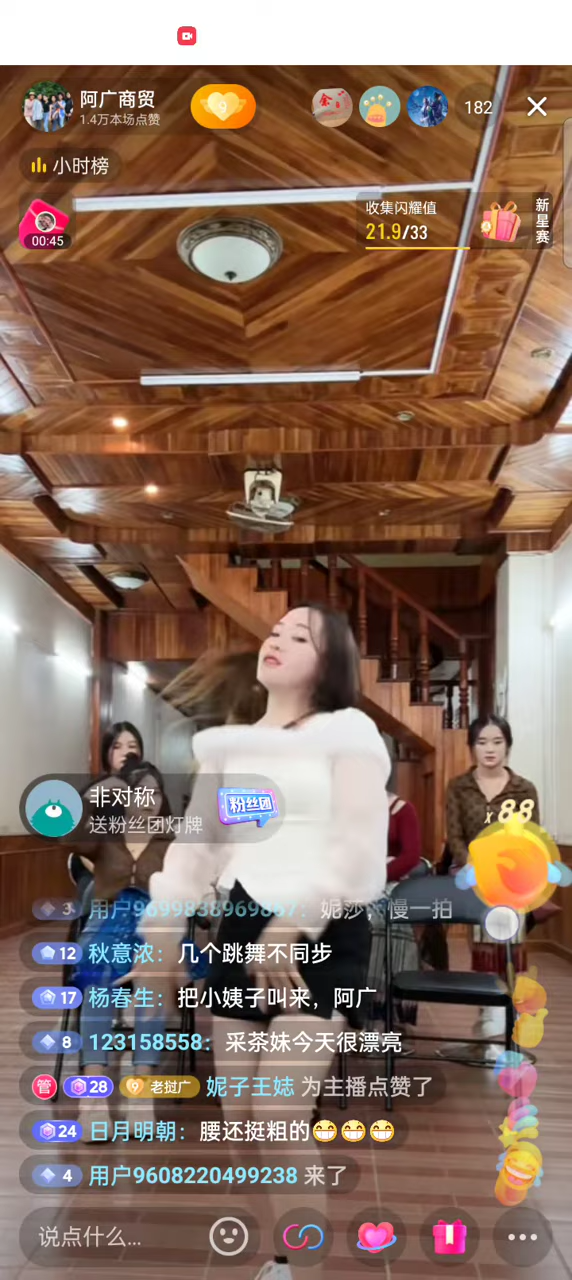 阿广商贸
1.4万本场点赞
9
182
小时榜
00:45
收集闪耀值
21.9/33
新星赛
非对称
送粉丝团灯牌
粉丝团
x 88
3 用户9699838969867：妮莎，慢一拍
12 秋意浓：几个跳舞不同步
17 杨春生：把小姨子叫来，阿广
8 123158558：采茶妹今天很漂亮
管 28 9 老挝广 妮子王娡 为主播点赞了
24 日月明朝：腰还挺粗的😁😁😁
4 用户9608220499238 来了
说点什么...